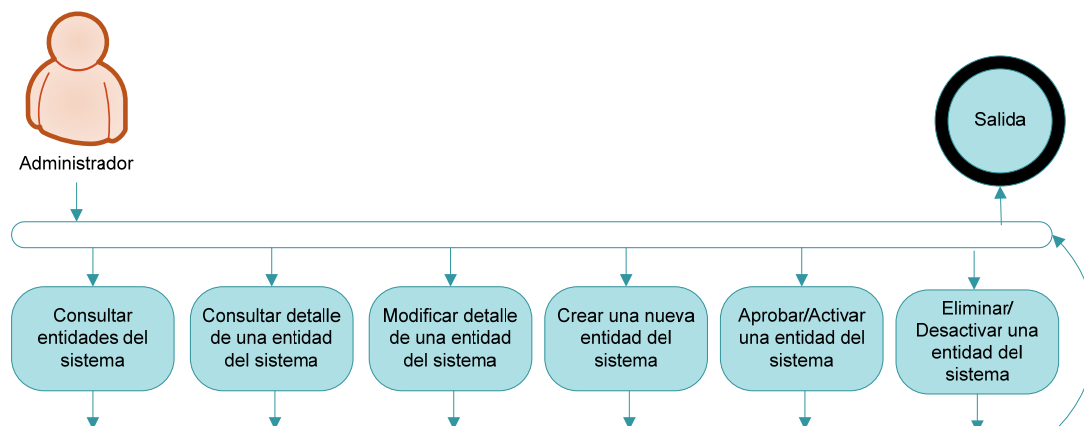 Salida
Administrador
Consultar
entidades del
sistema
Consultar detalle
de una entidad
del sistema
Modificar detalle
de una entidad
del sistema
Crear una nueva
entidad del
sistema
Aprobar/Activar
una entidad del
sistema
Eliminar/
Desactivar una
entidad del
sistema